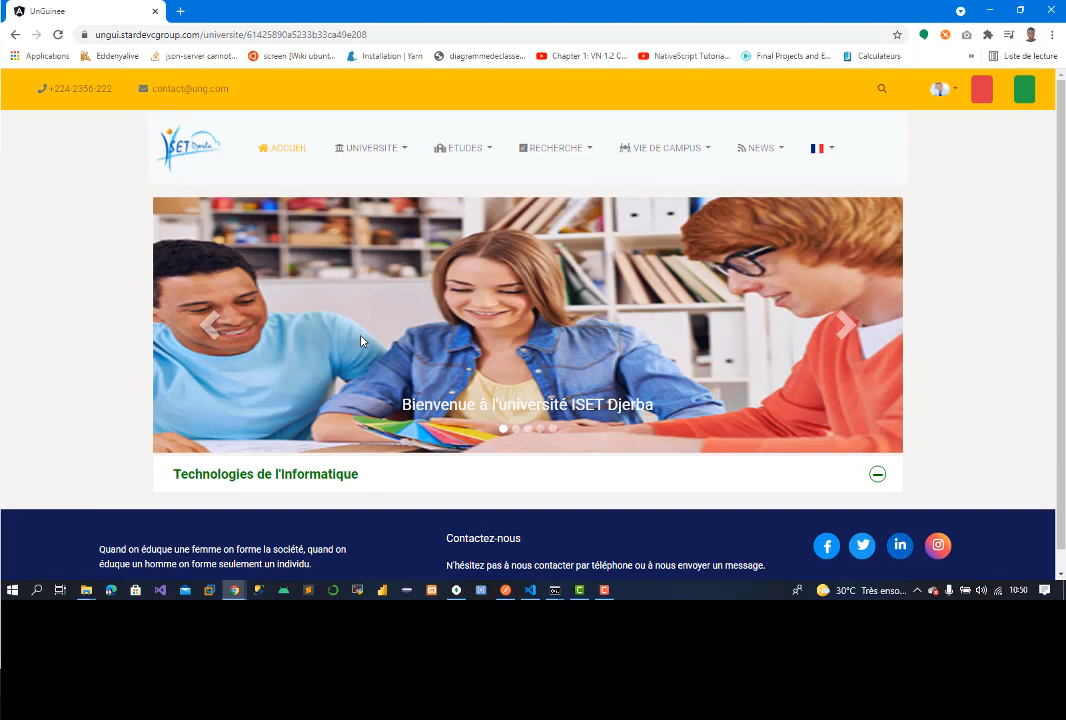 UnGuinee
ungui.stardevcgroup.com/universite/61425890a5233b33ca49e208
Applications
Eddenyalive
json-server cannot...
screen [Wiki ubunt...
Installation | Yarn
diagrammedeclasse...
Chapter 1: VN 1.2 C...
NativeScript Tutoria...
Final Projects and E...
Calculateurs
»
Liste de lecture
+224-2356-222
contact@ung.com
ISET Djerba
ACCUEIL
UNIVERSITE
ETUDES
RECHERCHE
VIE DE CAMPUS
NEWS
Bienvenue à l'université ISET Djerba
Technologies de l'Informatique
Quand on éduque une femme on forme la société, quand on
éduque un homme on forme seulement un individu.
Contactez-nous
N'hésitez pas à nous contacter par téléphone ou à nous envoyer un message.
30°C Très enso...
10:50